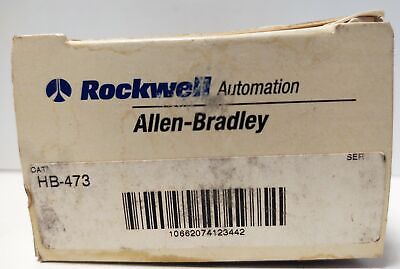 Rockwell Automation
Allen-Bradley
CAT
SER
HB-473
10662074123442